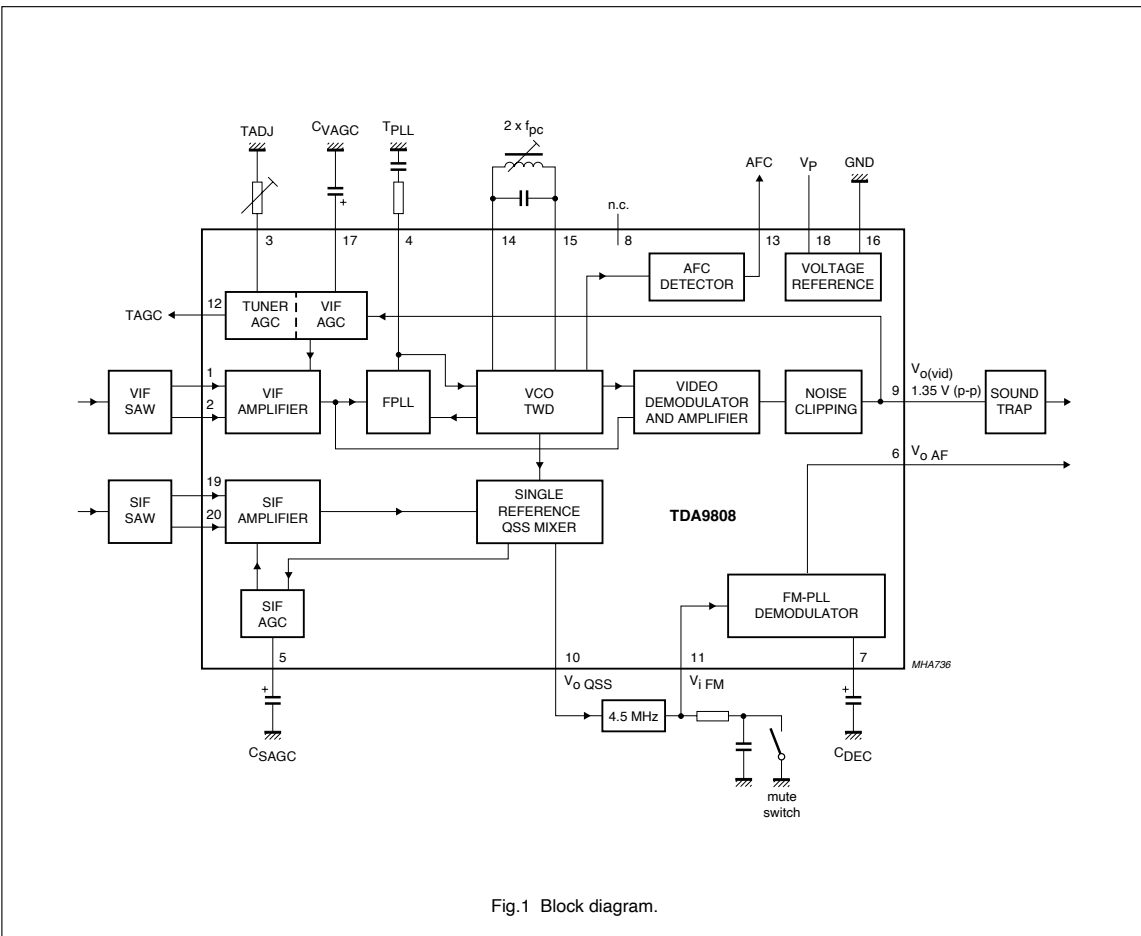 TADJ
CVAGC
TPLL
2 x fpc
AFC
VP
GND
n.c.
3
17
4
14
15
8
13
18
16
TUNER
AGC
VIF
AGC
AFC
DETECTOR
VOLTAGE
REFERENCE
12
TAGC
VIF
SAW
1
2
VIF
AMPLIFIER
FPLL
VCO
TWD
VIDEO
DEMODULATOR
AND AMPLIFIER
NOISE
CLIPPING
9
Vo(vid)
1.35 V (p-p)
SOUND
TRAP
6
Vo AF
SIF
SAW
19
20
SIF
AMPLIFIER
SINGLE
REFERENCE
QSS MIXER
TDA9808
SIF
AGC
FM-PLL
DEMODULATOR
5
10
11
7
MHA736
Vo QSS
Vi FM
+
+
+
4.5 MHz
CSAGC
CDEC
mute
switch
Fig.1 Block diagram.